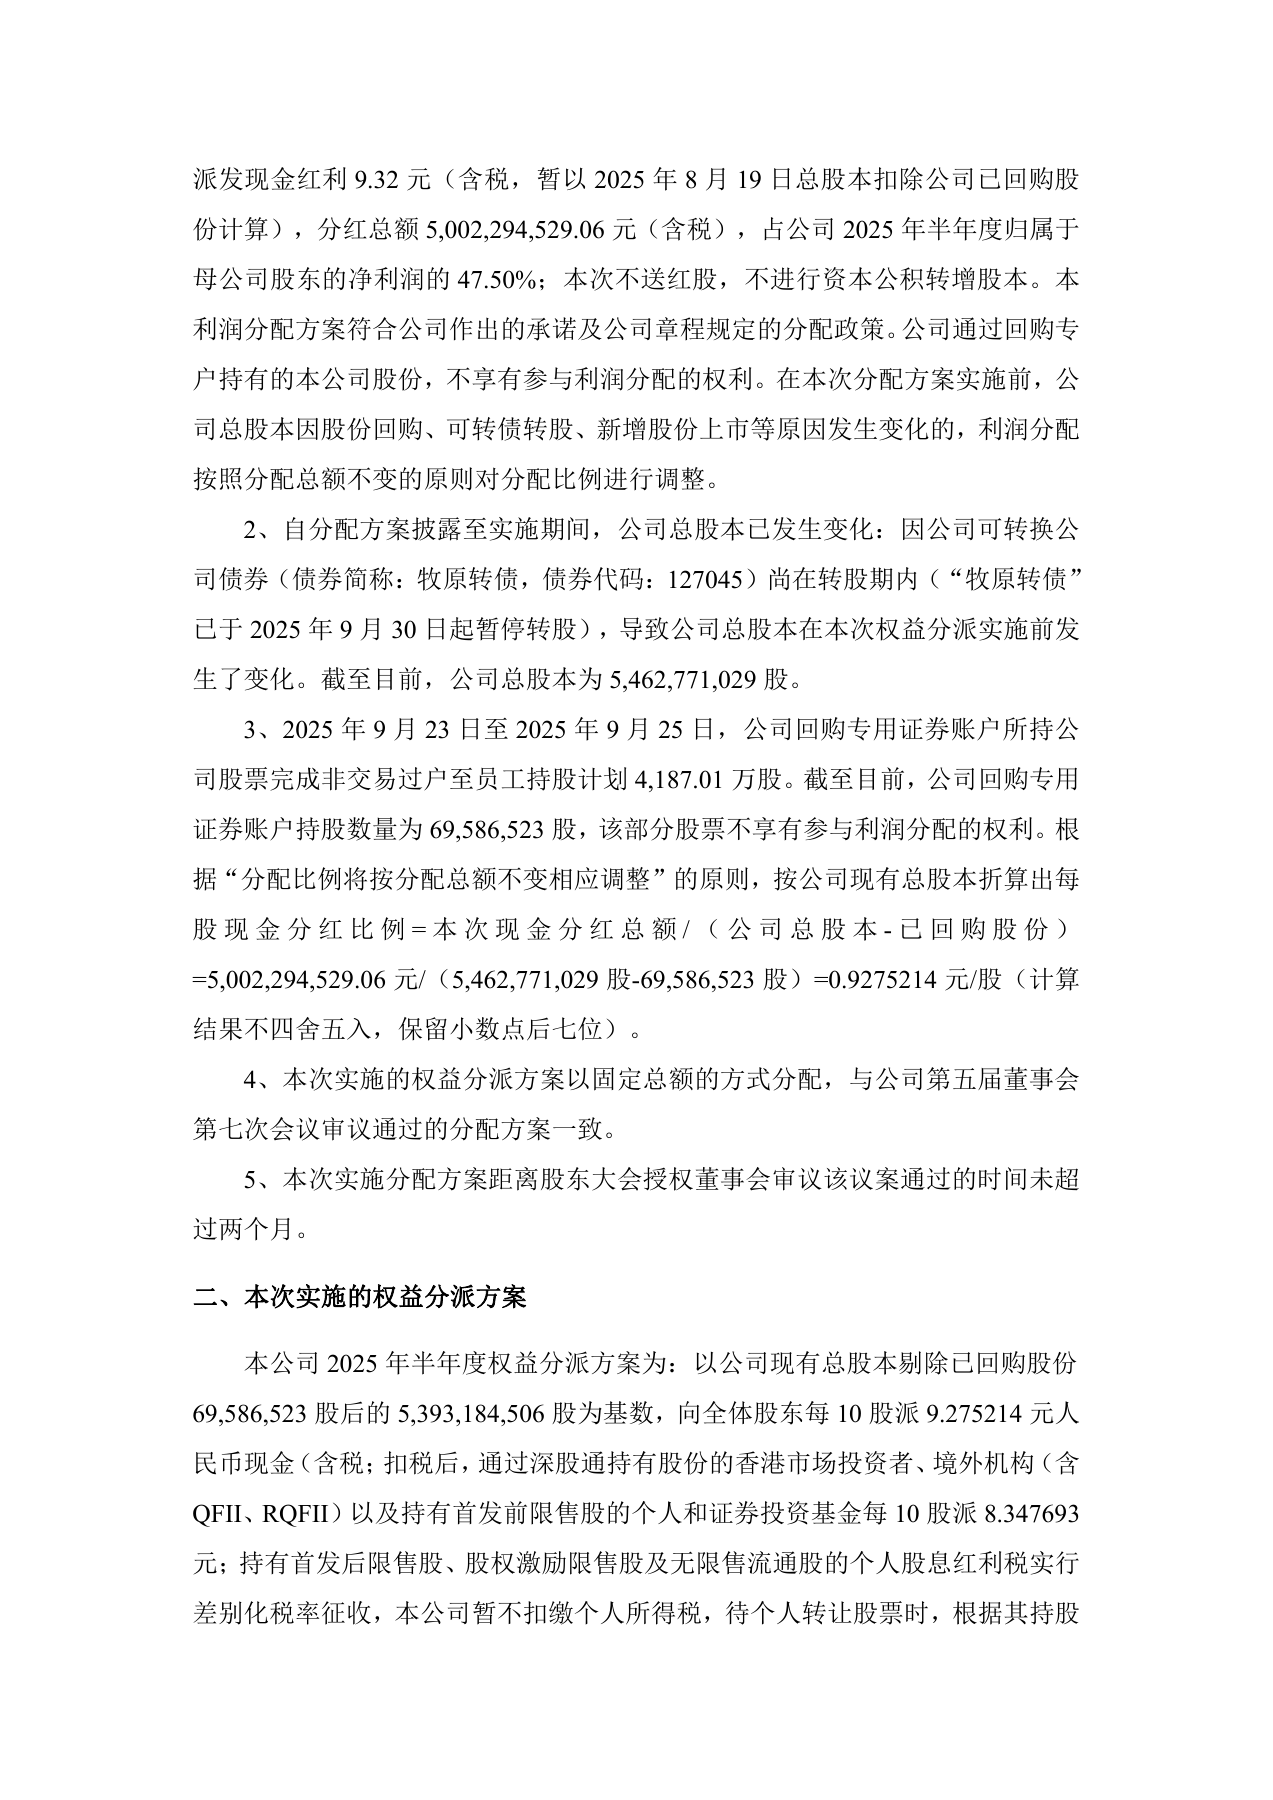 派发现金红利 9.32 元（含税，暂以 2025 年 8 月 19 日总股本扣除公司已回购股
份计算），分红总额 5,002,294,529.06 元（含税），占公司 2025 年半年度归属于
母公司股东的净利润的 47.50%；本次不送红股，不进行资本公积转增股本。本
利润分配方案符合公司作出的承诺及公司章程规定的分配政策。公司通过回购专
户持有的本公司股份，不享有参与利润分配的权利。在本次分配方案实施前，公
司总股本因股份回购、可转债转股、新增股份上市等原因发生变化的，利润分配
按照分配总额不变的原则对分配比例进行调整。
2、自分配方案披露至实施期间，公司总股本已发生变化：因公司可转换公
司债券（债券简称：牧原转债，债券代码：127045）尚在转股期内（“牧原转债”
已于 2025 年 9 月 30 日起暂停转股），导致公司总股本在本次权益分派实施前发
生了变化。截至目前，公司总股本为 5,462,771,029 股。
3、2025 年 9 月 23 日至 2025 年 9 月 25 日，公司回购专用证券账户所持公
司股票完成非交易过户至员工持股计划 4,187.01 万股。截至目前，公司回购专用
证券账户持股数量为 69,586,523 股，该部分股票不享有参与利润分配的权利。根
据“分配比例将按分配总额不变相应调整”的原则，按公司现有总股本折算出每
股现金分红比例=本次现金分红总额/（公司总股本-已回购股份）
=5,002,294,529.06 元/（5,462,771,029 股-69,586,523 股）=0.9275214 元/股（计算
结果不四舍五入，保留小数点后七位）。
4、本次实施的权益分派方案以固定总额的方式分配，与公司第五届董事会
第七次会议审议通过的分配方案一致。
5、本次实施分配方案距离股东大会授权董事会审议该议案通过的时间未超
过两个月。
二、本次实施的权益分派方案
本公司 2025 年半年度权益分派方案为：以公司现有总股本剔除已回购股份
69,586,523 股后的 5,393,184,506 股为基数，向全体股东每 10 股派 9.275214 元人
民币现金（含税；扣税后，通过深股通持有股份的香港市场投资者、境外机构（含
QFII、RQFII）以及持有首发前限售股的个人和证券投资基金每 10 股派 8.347693
元；持有首发后限售股、股权激励限售股及无限售流通股的个人股息红利税实行
差别化税率征收，本公司暂不扣缴个人所得税，待个人转让股票时，根据其持股